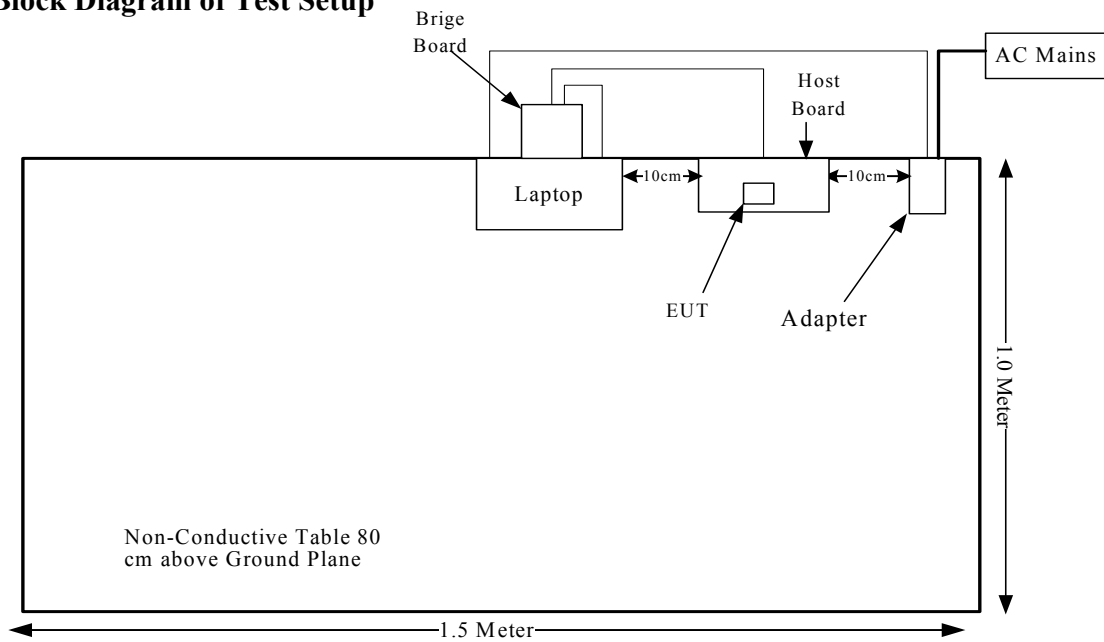 Block Diagram of Test Setup
Brige
Board
AC Mains
Host
Board
Laptop
10cm
10cm
EUT
Adapter
1.0 Meter
Non-Conductive Table 80
cm above Ground Plane
1.5 Meter